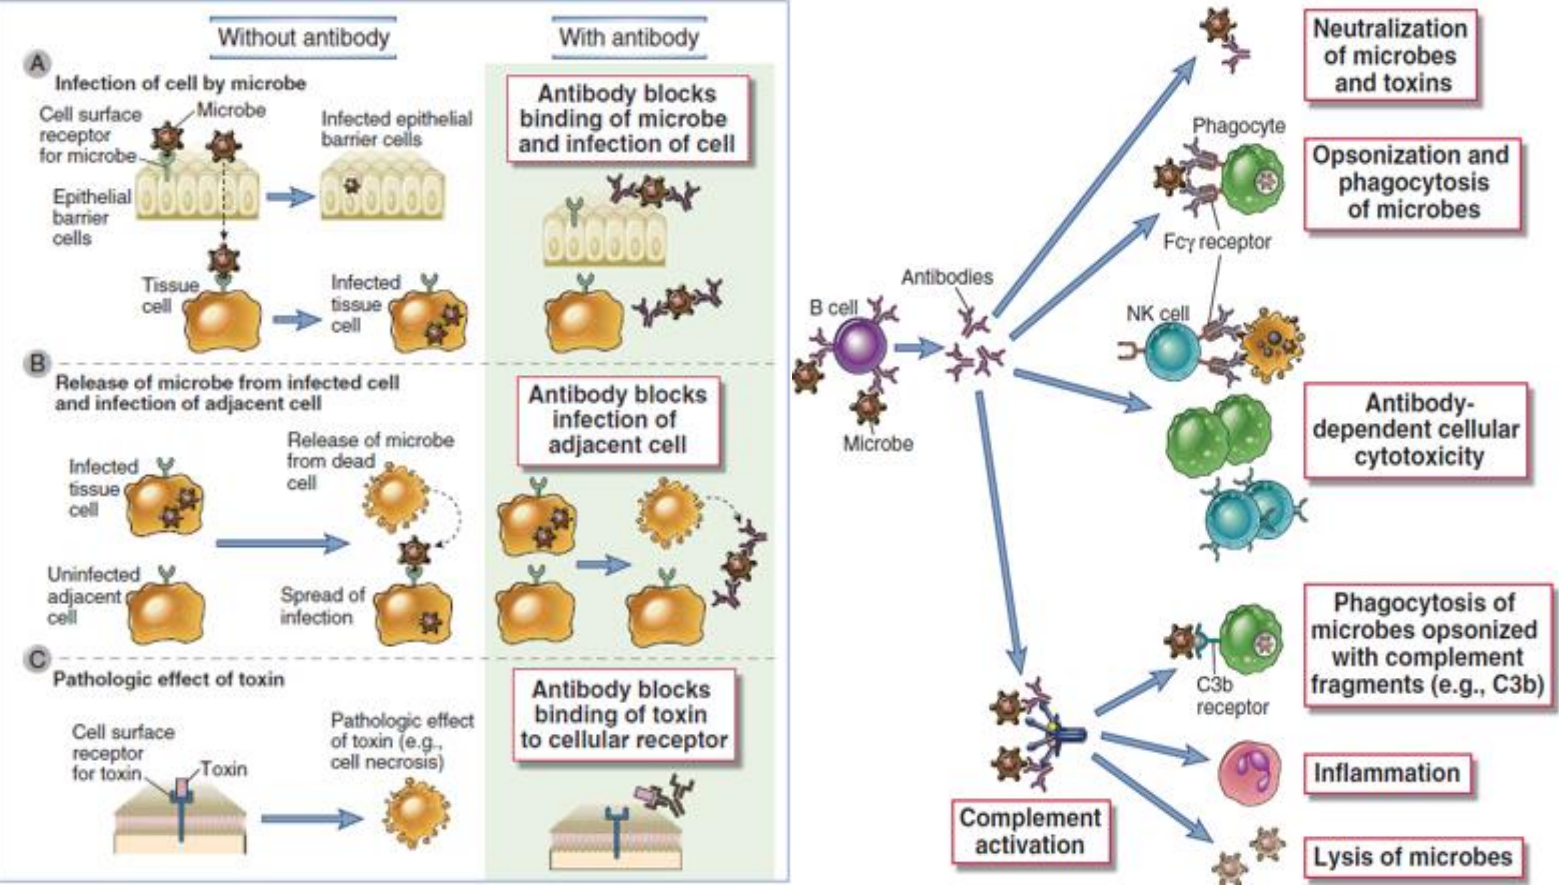 Without antibody
With antibody
A
Infection of cell by microbe
Cell surface
receptor
for microbe
Microbe
Infected epithelial
barrier cells
Epithelial
barrier
cells
Tissue
cell
Infected
tissue
cell
Antibody blocks
binding of microbe
and infection of cell
B
Release of microbe from infected cell
and infection of adjacent cell
Infected
tissue
cell
Release of microbe
from dead
cell
Uninfected
adjacent
cell
Spread of
infection
Antibody blocks
infection of
adjacent cell
C
Pathologic effect of toxin
Cell surface
receptor
for toxin
Toxin
Pathologic effect
of toxin (e.g.,
cell necrosis)
Antibody blocks
binding of toxin
to cellular receptor
B cell
Microbe
Antibodies
Neutralization
of microbes
and toxins
Phagocyte
Opsonization and
phagocytosis
of microbes
Fcγ receptor
NK cell
Antibody-
dependent cellular
cytotoxicity
Phagocytosis of
microbes opsonized
with complement
fragments (e.g., C3b)
C3b
receptor
Inflammation
Complement
activation
Lysis of microbes